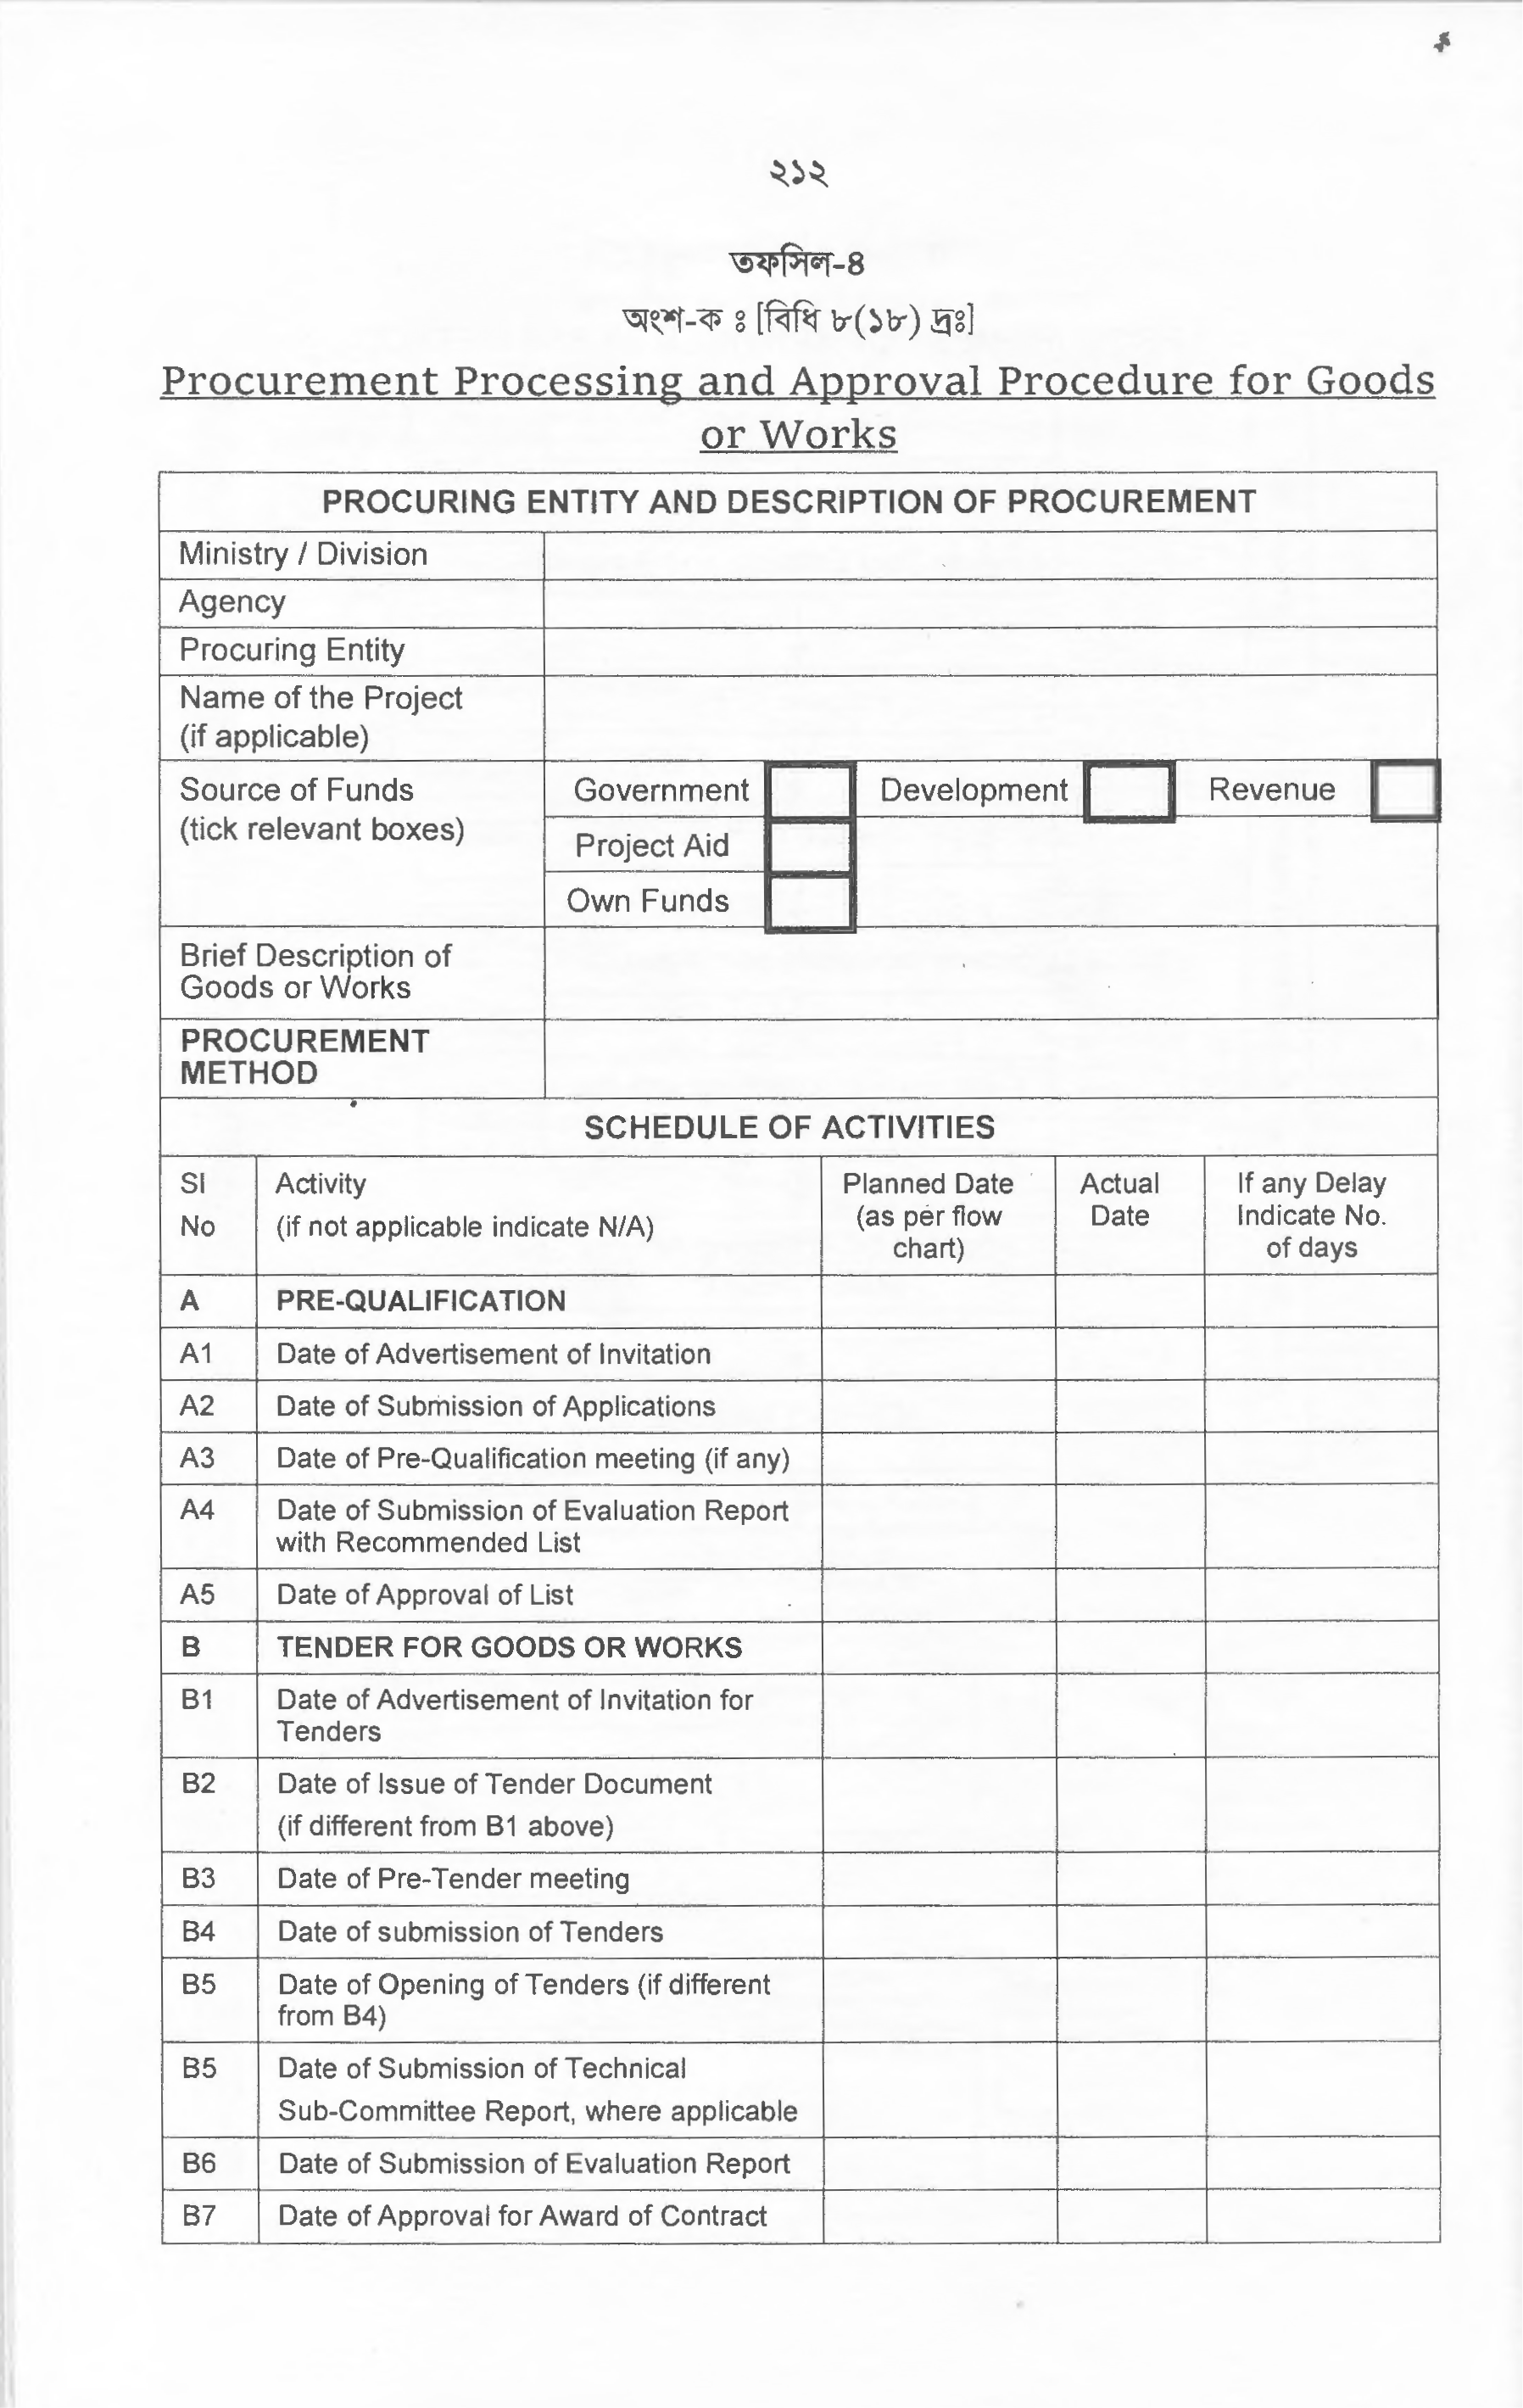 ২১২
তফসিল-৪
অংশ-ক ঃ [বিধি ৮(১৮) দ্রঃ]
Procurement Processing and Approval Procedure for Goods
or Works
PROCURING ENTITY AND DESCRIPTION OF PROCUREMENT
Ministry / Division
Agency
Procuring Entity
Name of the Project
(if applicable)
Source of Funds
(tick relevant boxes)
Government
Development
Revenue
Project Aid
Own Funds
Brief Description of
Goods or Works
PROCUREMENT
METHOD
SCHEDULE OF ACTIVITIES
Sl
No
Activity
(if not applicable indicate N/A)
Planned Date
(as per flow
chart)
Actual
Date
If any Delay
Indicate No.
of days
A PRE-QUALIFICATION
A1 Date of Advertisement of Invitation
A2 Date of Submission of Applications
A3 Date of Pre-Qualification meeting (if any)
A4 Date of Submission of Evaluation Report
with Recommended List
A5 Date of Approval of List
B TENDER FOR GOODS OR WORKS
B1 Date of Advertisement of Invitation for
Tenders
B2 Date of Issue of Tender Document
(if different from B1 above)
B3 Date of Pre-Tender meeting
B4 Date of submission of Tenders
B5 Date of Opening of Tenders (if different
from B4)
B5 Date of Submission of Technical
Sub-Committee Report, where applicable
B6 Date of Submission of Evaluation Report
B7 Date of Approval for Award of Contract